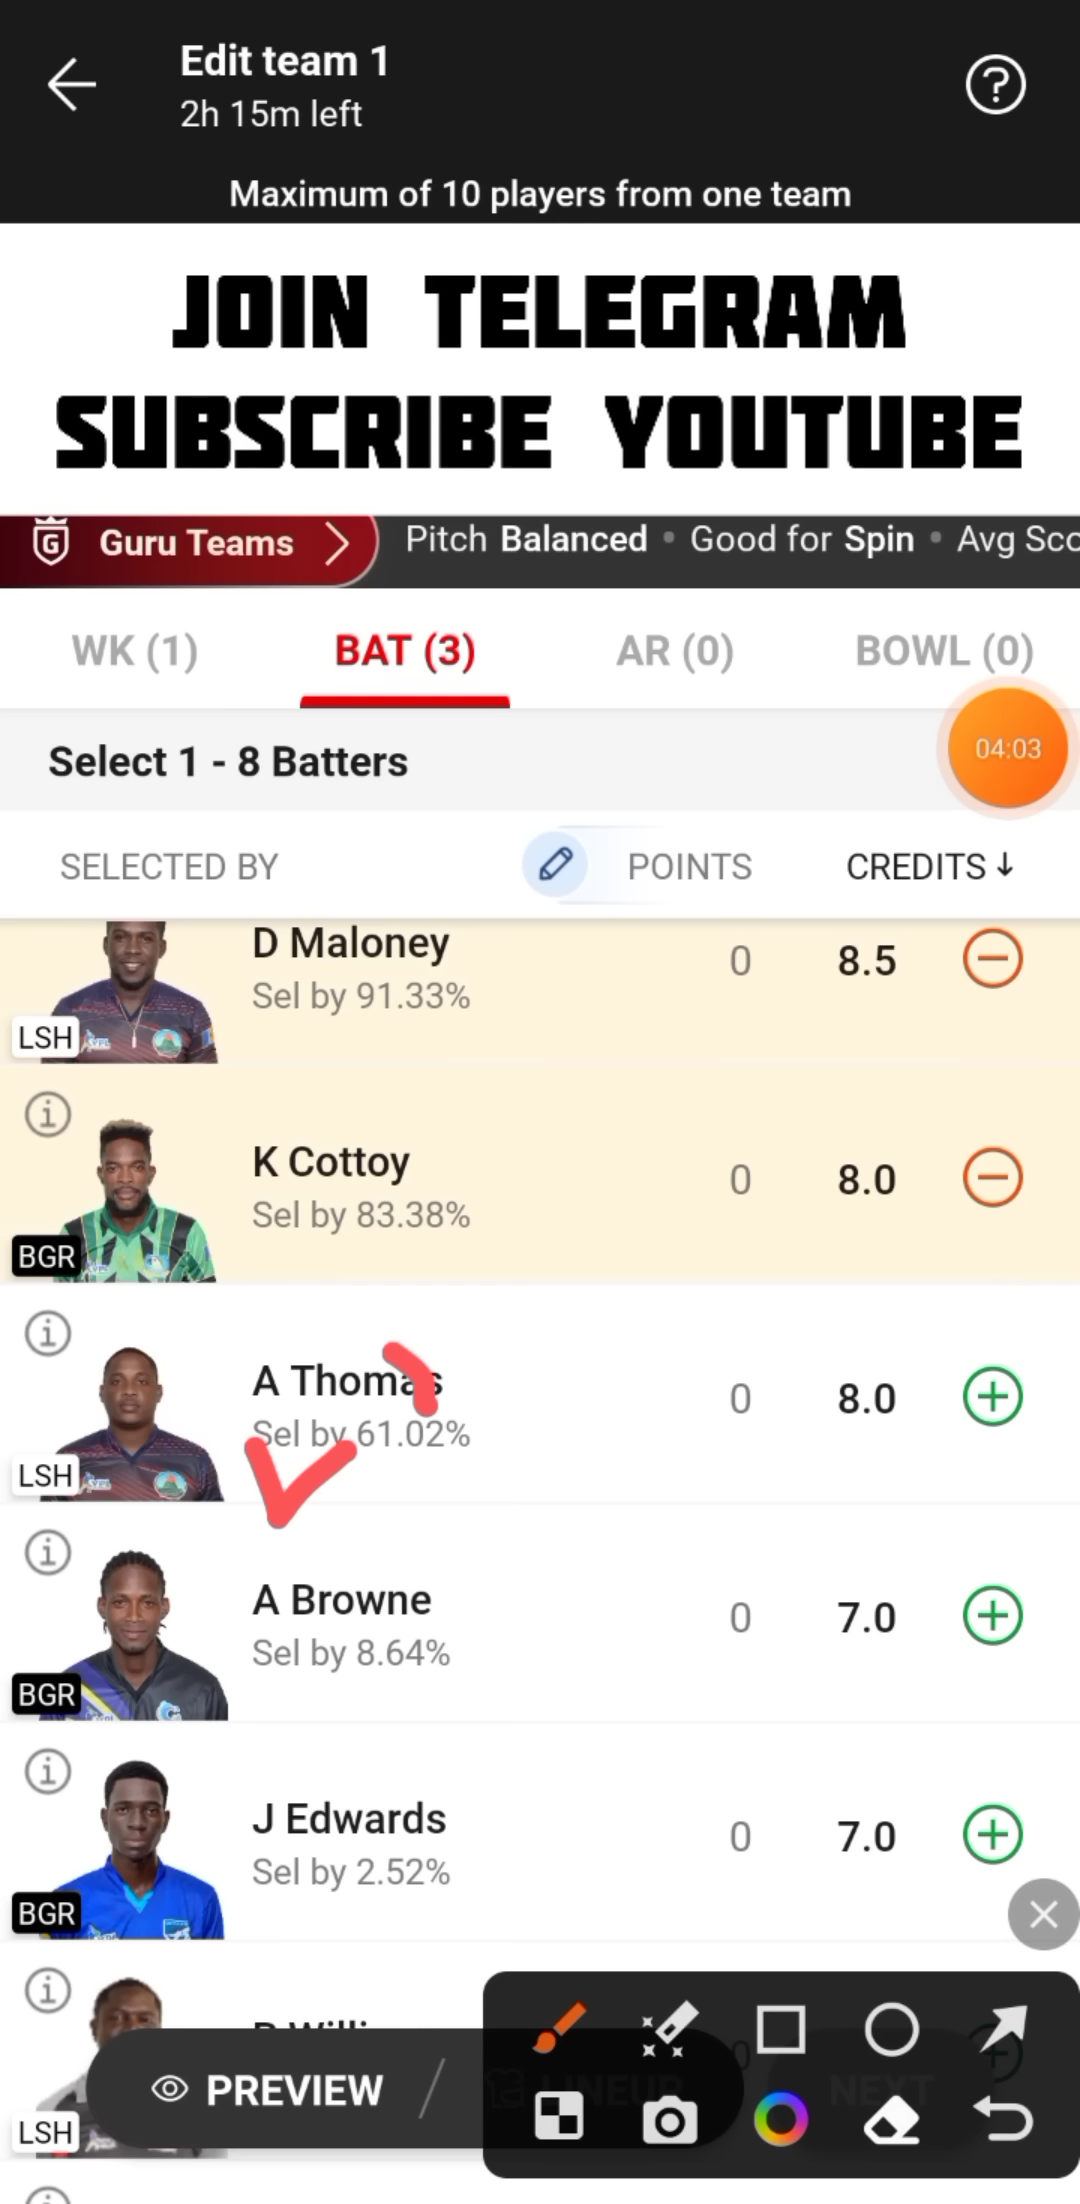 Edit team 1
2h 15m left
Maximum of 10 players from one team
JOIN TELEGRAM
SUBSCRIBE YOUTUBE
Guru Teams
Pitch Balanced • Good for Spin • Avg Sco
WK (1) BAT (3) AR (0) BOWL (0)
Select 1 - 8 Batters
04:03
SELECTED BY POINTS CREDITS ↓
D Maloney 0 8.5
Sel by 91.33%
LSH
K Cottoy 0 8.0
Sel by 83.38%
BGR
A Thomas 0 8.0
Sel by 61.02%
LSH
A Browne 0 7.0
Sel by 8.64%
BGR
J Edwards 0 7.0
Sel by 2.52%
BGR
PREVIEW LINEUP NEXT
LSH